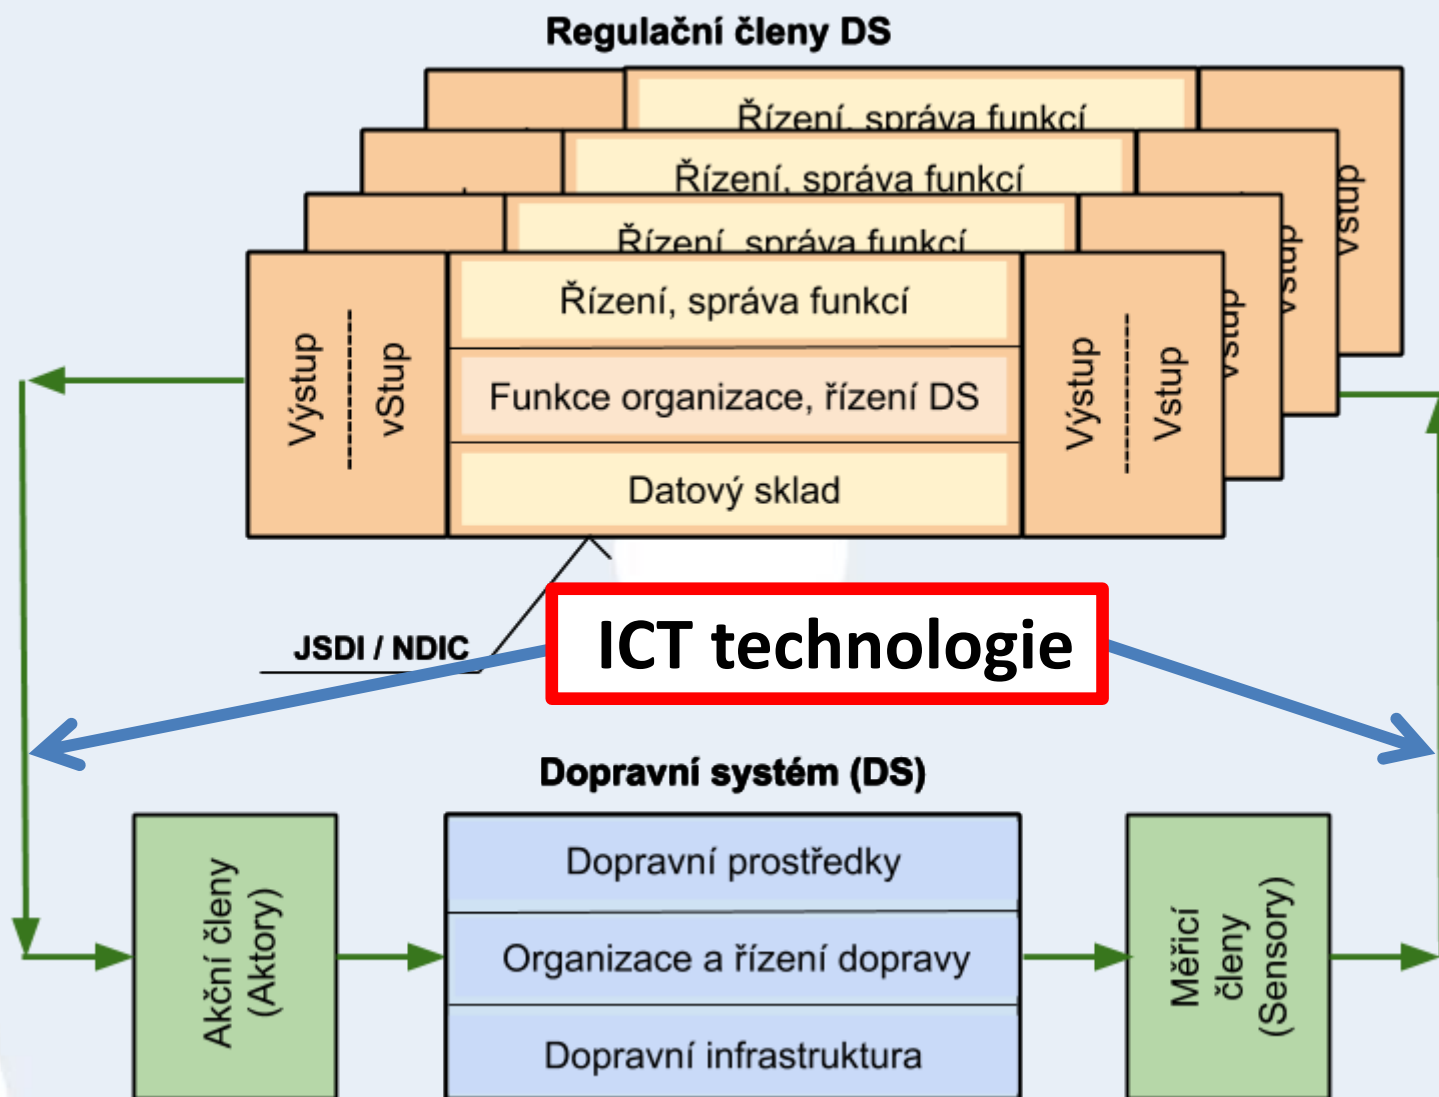 Regulační členy DS
Řízení, správa funkcí
Vstup
Řízení, správa funkcí
Vstup
Řízení, správa funkcí
Vstup
Řízení, správa funkcí
Výstup
vStup
Funkce organizace, řízení DS
Výstup
Vstup
Datový sklad
JSDI / NDIC
ICT technologie
Dopravní systém (DS)
Akční členy
(Aktory)
Dopravní prostředky
Organizace a řízení dopravy
Dopravní infrastruktura
Měřicí
členy
(Sensory)